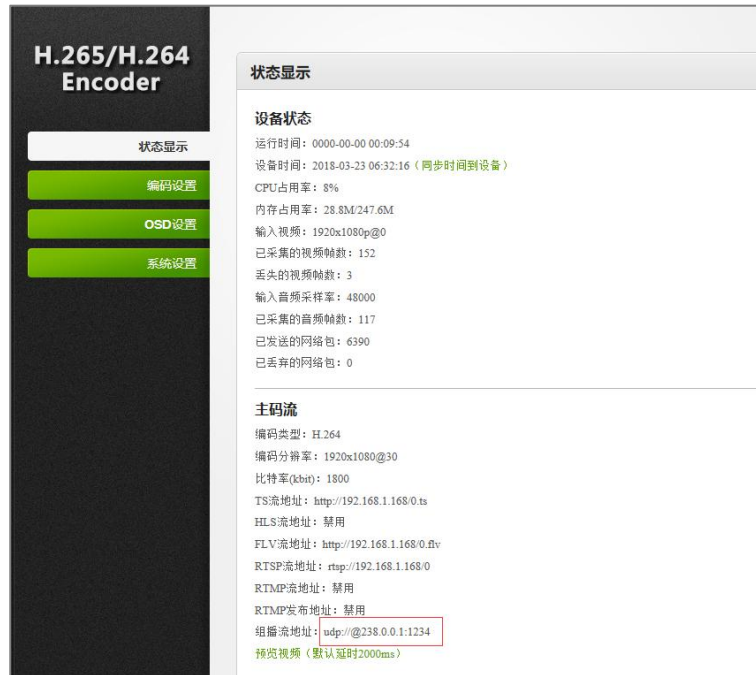 H.265/H.264
Encoder
状态显示
编码设置
OSD设置
系统设置
状态显示
设备状态
运行时间：0000-00-00 00:09:54
设备时间：2018-03-23 06:32:16（同步时间到设备）
CPU占用率：8%
内存占用率：28.8M/247.6M
输入视频：1920x1080p@0
已采集的视频帧数：152
丢失的视频帧数：3
输入音频采样率：48000
已采集的音频帧数：117
已发送的网络包：6390
已丢弃的网络包：0
主码流
编码类型：H.264
编码分辨率：1920x1080@30
比特率(kbit)：1800
TS流地址：http://192.168.1.168/0.ts
HLS流地址：禁用
FLV流地址：http://192.168.1.168/0.flv
RTSP流地址：rtsp://192.168.1.168/0
RTMP流地址：禁用
RTMP发布地址：禁用
组播流地址：udp://@238.0.0.1:1234
预览视频（默认延时2000ms）